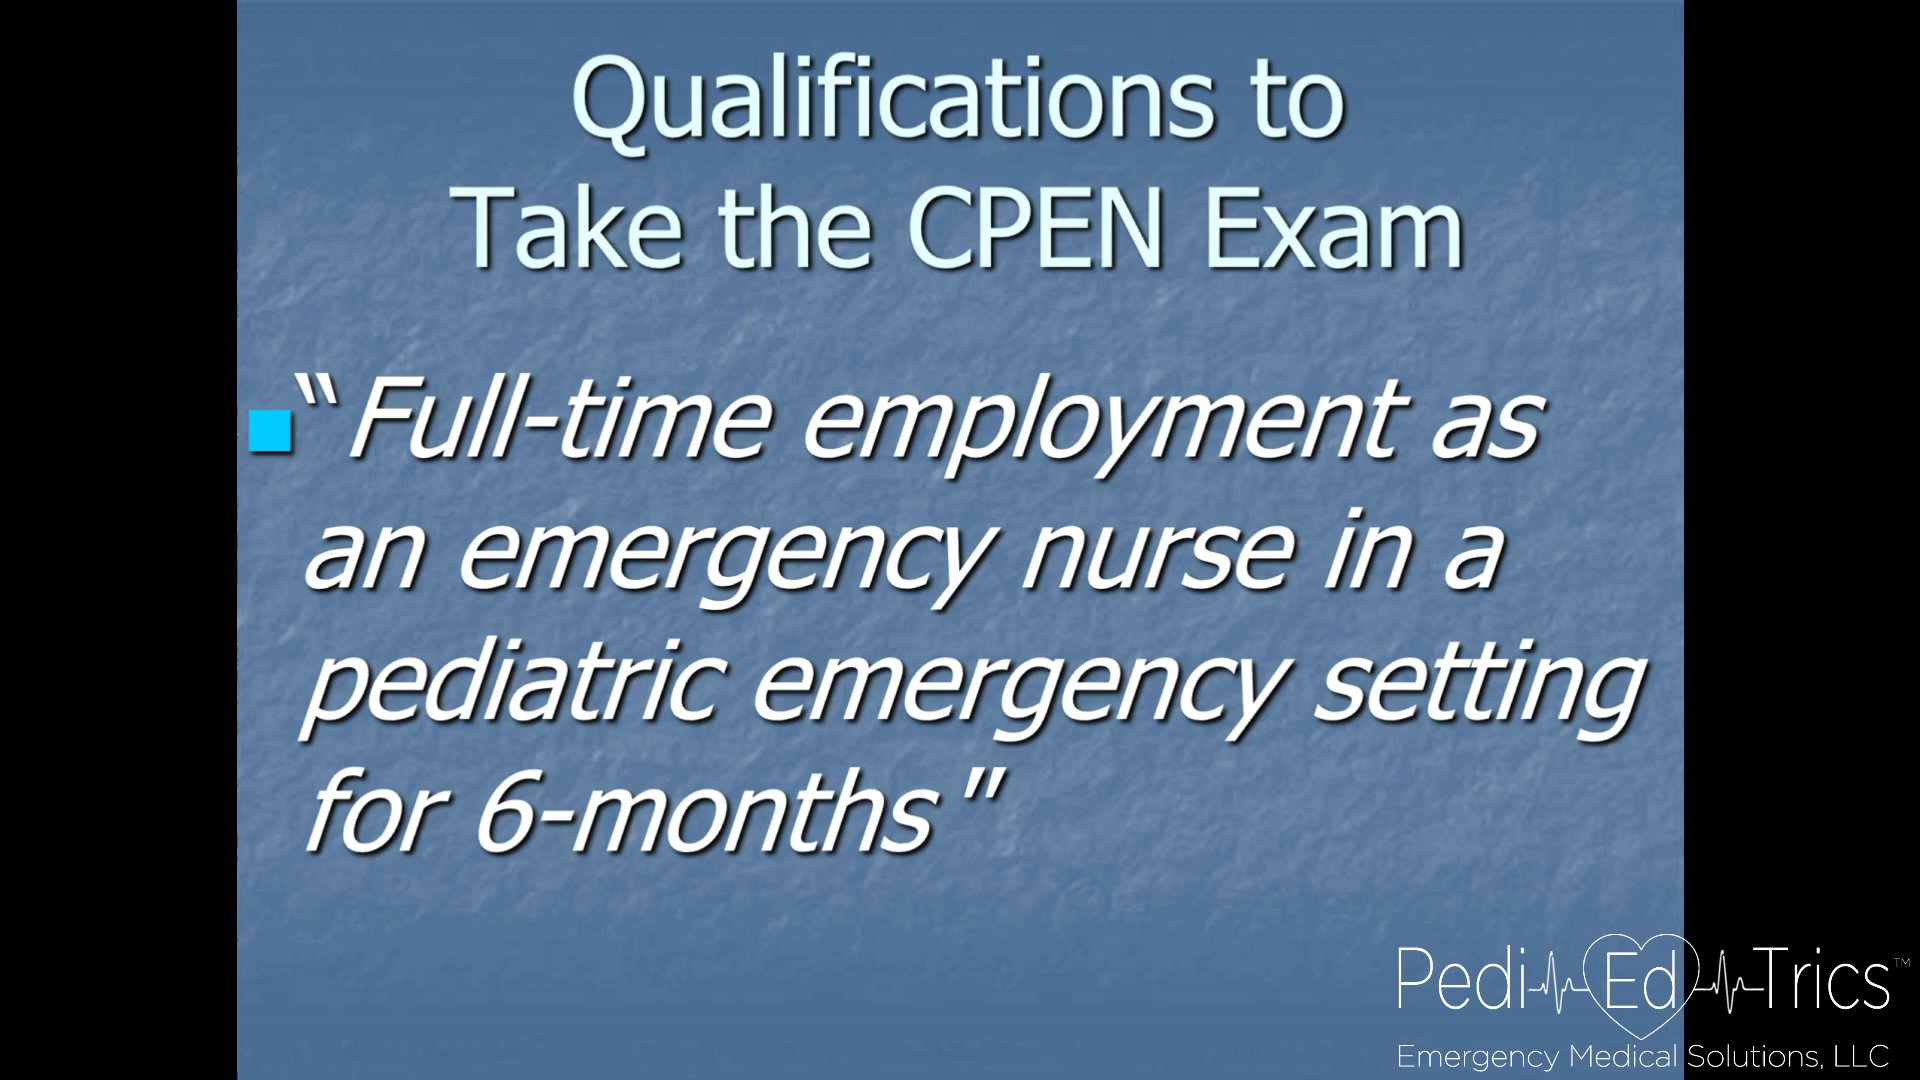 Qualifications to
Take the CPEN Exam
“Full-time employment as
an emergency nurse in a
pediatric emergency setting
for 6-months”
Pedi Ed Trics™
Emergency Medical Solutions, LLC